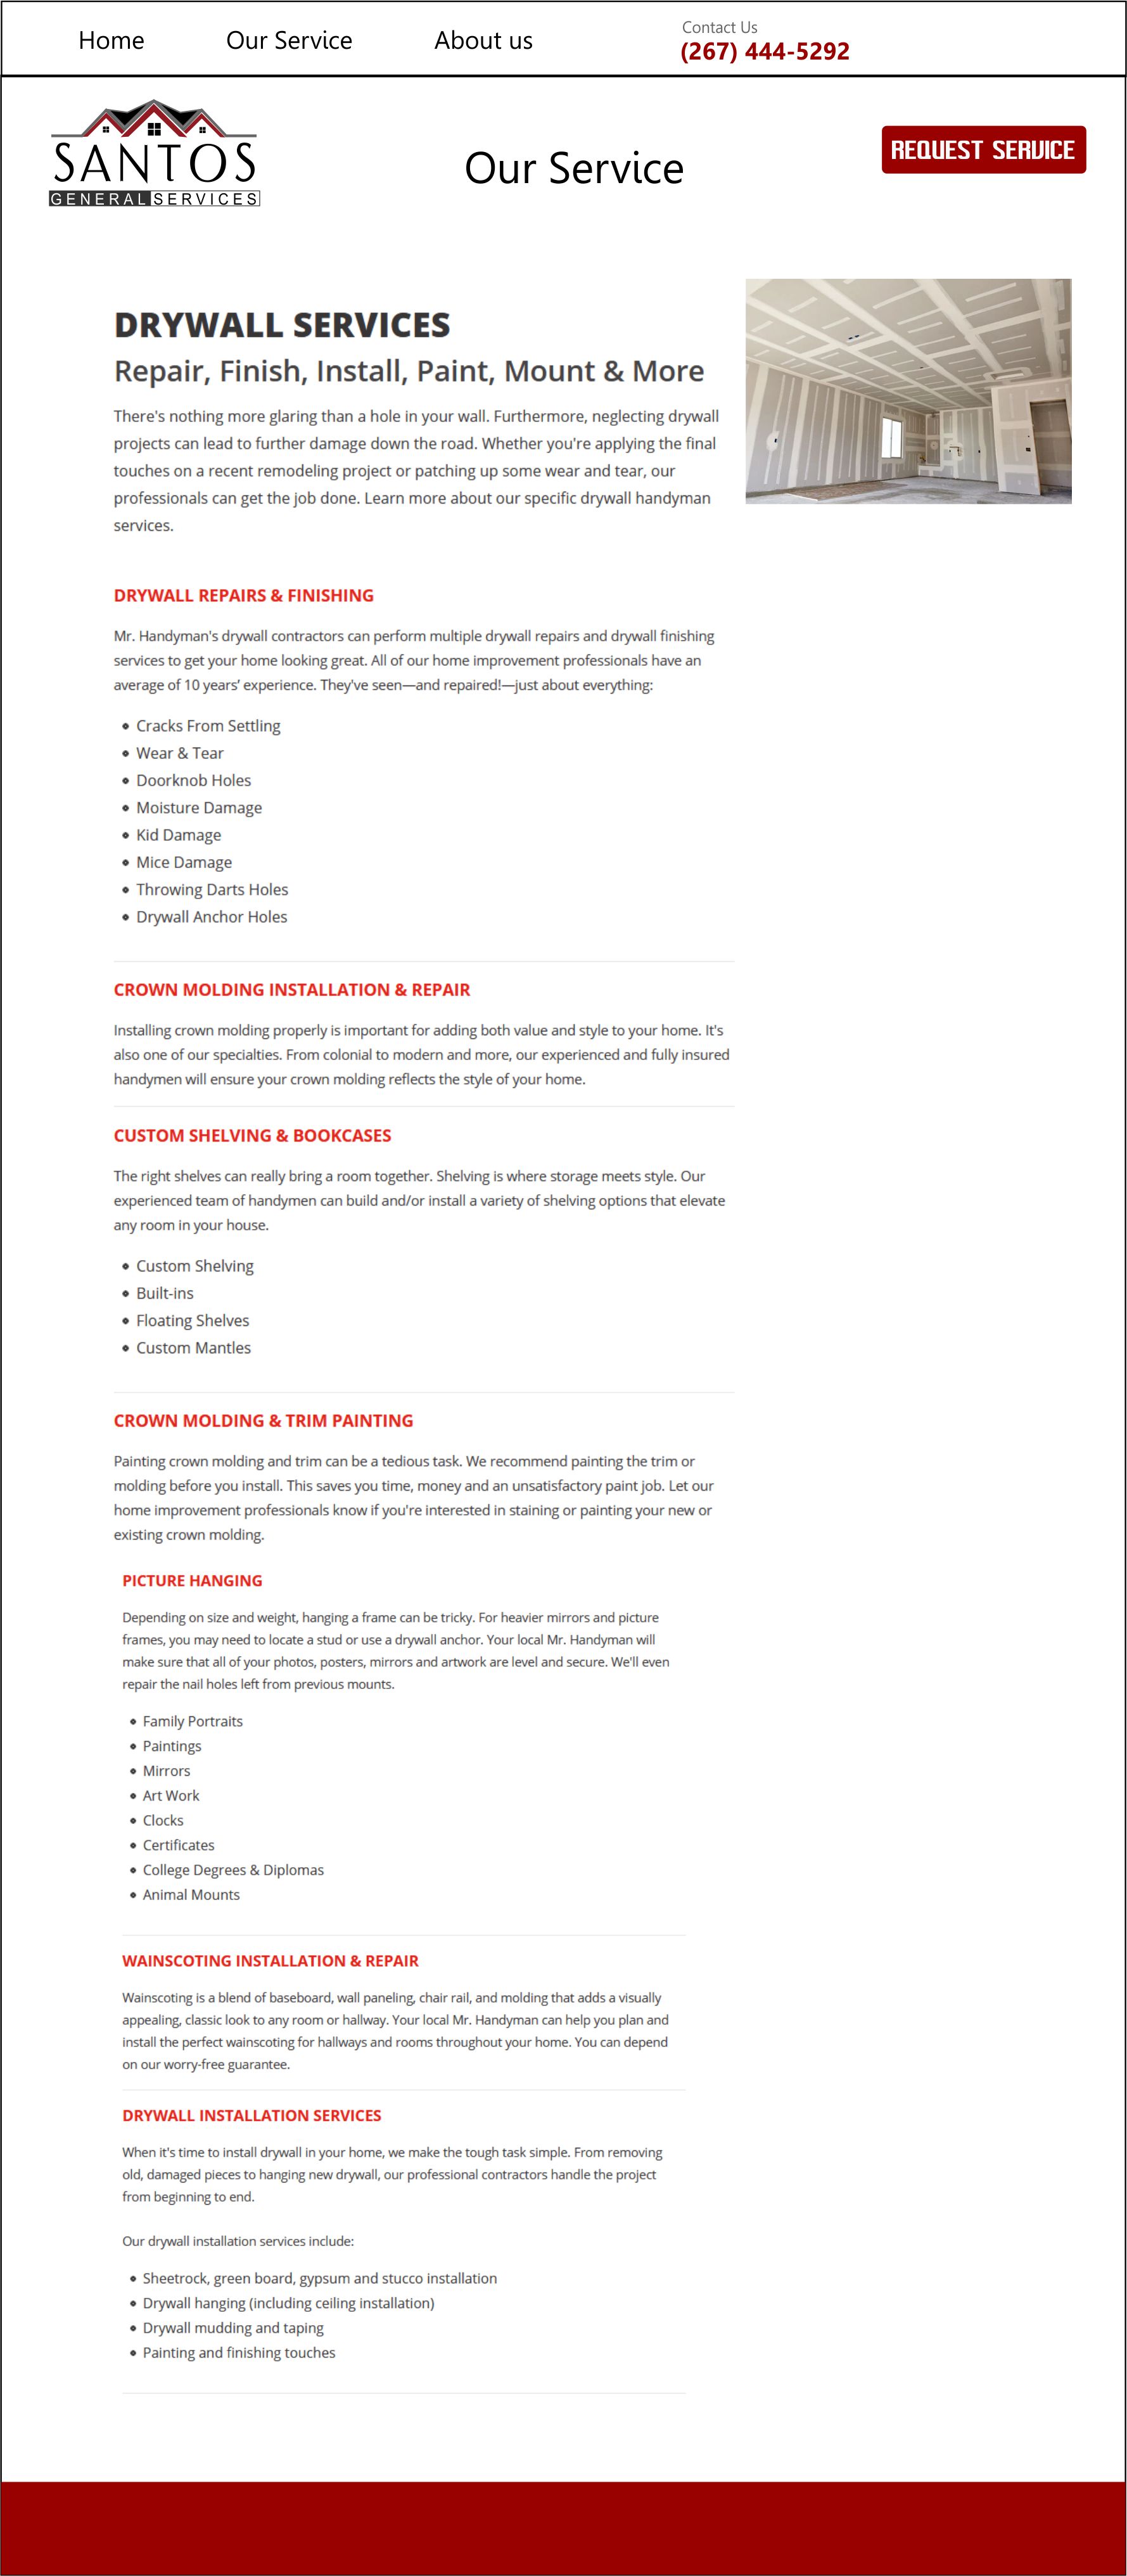 Home Our Service About us Contact Us
(267) 444-5292
SANTOS
GENERAL SERVICES
Our Service
REQUEST SERVICE
DRYWALL SERVICES
Repair, Finish, Install, Paint, Mount & More
There's nothing more glaring than a hole in your wall. Furthermore, neglecting drywall
projects can lead to further damage down the road. Whether you're applying the final
touches on a recent remodeling project or patching up some wear and tear, our
professionals can get the job done. Learn more about our specific drywall handyman
services.
DRYWALL REPAIRS & FINISHING
Mr. Handyman's drywall contractors can perform multiple drywall repairs and drywall finishing
services to get your home looking great. All of our home improvement professionals have an
average of 10 years’ experience. They've seen—and repaired!—just about everything:
• Cracks From Settling
• Wear & Tear
• Doorknob Holes
• Moisture Damage
• Kid Damage
• Mice Damage
• Throwing Darts Holes
• Drywall Anchor Holes
CROWN MOLDING INSTALLATION & REPAIR
Installing crown molding properly is important for adding both value and style to your home. It's
also one of our specialties. From colonial to modern and more, our experienced and fully insured
handymen will ensure your crown molding reflects the style of your home.
CUSTOM SHELVING & BOOKCASES
The right shelves can really bring a room together. Shelving is where storage meets style. Our
experienced team of handymen can build and/or install a variety of shelving options that elevate
any room in your house.
• Custom Shelving
• Built-ins
• Floating Shelves
• Custom Mantles
CROWN MOLDING & TRIM PAINTING
Painting crown molding and trim can be a tedious task. We recommend painting the trim or
molding before you install. This saves you time, money and an unsatisfactory paint job. Let our
home improvement professionals know if you're interested in staining or painting your new or
existing crown molding.
PICTURE HANGING
Depending on size and weight, hanging a frame can be tricky. For heavier mirrors and picture
frames, you may need to locate a stud or use a drywall anchor. Your local Mr. Handyman will
make sure that all of your photos, posters, mirrors and artwork are level and secure. We'll even
repair the nail holes left from previous mounts.
• Family Portraits
• Paintings
• Mirrors
• Art Work
• Clocks
• Certificates
• College Degrees & Diplomas
• Animal Mounts
WAINSCOTING INSTALLATION & REPAIR
Wainscoting is a blend of baseboard, wall paneling, chair rail, and molding that adds a visually
appealing, classic look to any room or hallway. Your local Mr. Handyman can help you plan and
install the perfect wainscoting for hallways and rooms throughout your home. You can depend
on our worry-free guarantee.
DRYWALL INSTALLATION SERVICES
When it's time to install drywall in your home, we make the tough task simple. From removing
old, damaged pieces to hanging new drywall, our professional contractors handle the project
from beginning to end.
Our drywall installation services include:
• Sheetrock, green board, gypsum and stucco installation
• Drywall hanging (including ceiling installation)
• Drywall mudding and taping
• Painting and finishing touches